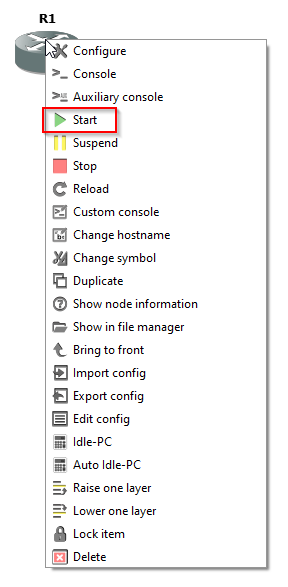 R1
Configure
Console
Auxiliary console
Start
Suspend
Stop
Reload
Custom console
Change hostname
Change symbol
Duplicate
Show node information
Show in file manager
Bring to front
Import config
Export config
Edit config
Idle-PC
Auto Idle-PC
Raise one layer
Lower one layer
Lock item
Delete